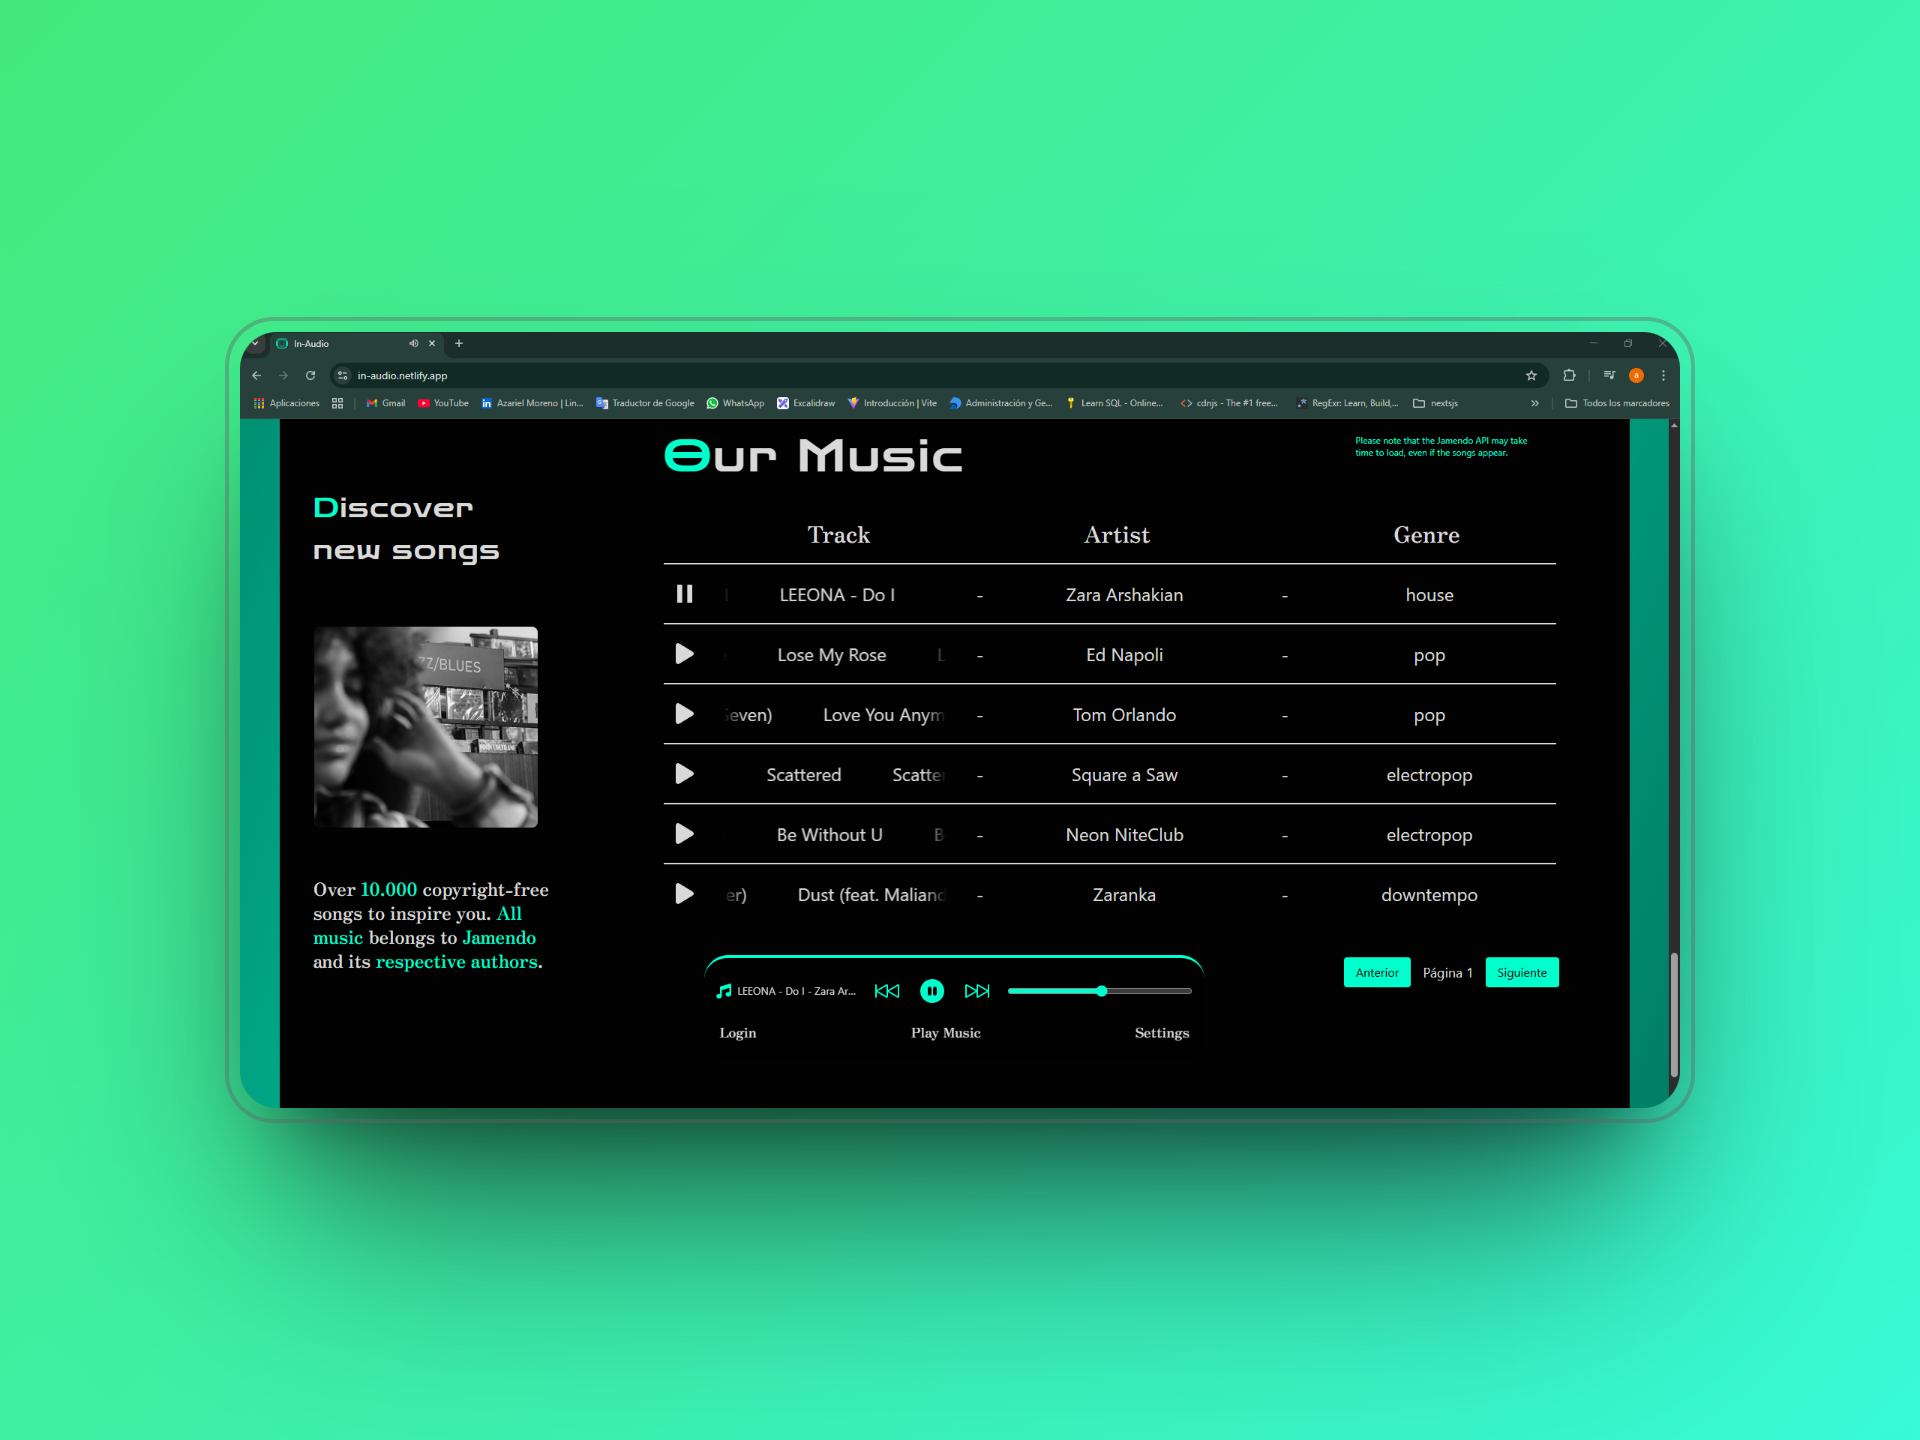 In-Audio
in-audio.netlify.app
Aplicaciones Gmail YouTube Azariel Moreno | Lin... Traductor de Google WhatsApp Excalidraw Introducción | Vite Administración y Ge... Learn SQL - Online... cdnjs - The #1 free... RegExr: Learn, Build,... nextsjs » Todos los marcadores
Our Music
Please note that the Jamendo API may take
time to load, even if the songs appear.
Discover
new songs
ZZ/BLUES
Over 10.000 copyright-free
songs to inspire you. All
music belongs to Jamendo
and its respective authors.
Track Artist Genre
LEEONA - Do I - Zara Arshakian - house
Lose My Rose L - Ed Napoli - pop
Seven) Love You Anym - Tom Orlando - pop
Scattered Scatter - Square a Saw - electropop
Be Without U B - Neon NiteClub - electropop
er) Dust (feat. Maliand - Zaranka - downtempo
LEEONA - Do I - Zara Ar...
Login Play Music Settings
Anterior Página 1 Siguiente